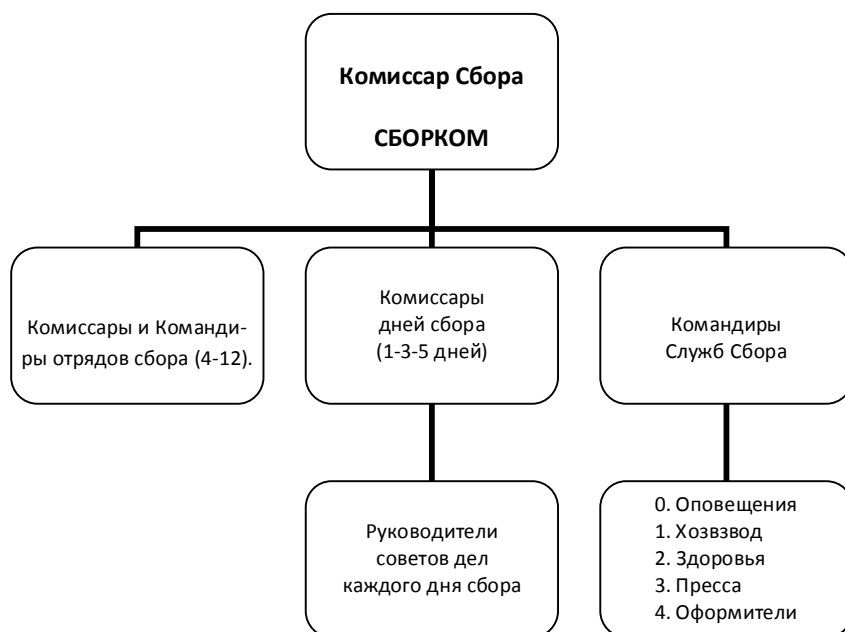 Комиссар Сбора
СБОРКОМ
Комиссары и Команди-
ры отрядов сбора (4-12).
Комиссары
дней сбора
(1-3-5 дней)
Командиры
Служб Сбора
Руководители
советов дел
каждого дня сбора
0. Оповещения
1. Хозвзвод
2. Здоровья
3. Пресса
4. Оформители